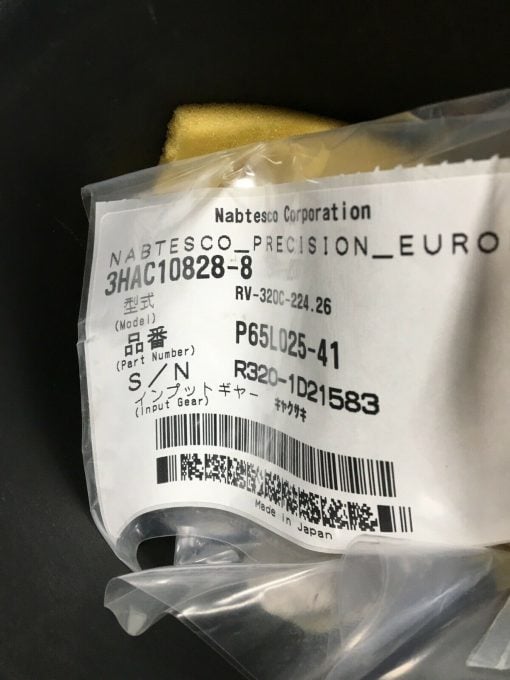 Nabtesco Corporation
NABTESCO_PRECISION_EURO
3HAC10828-8
型式 RV-320C-224.26
(Model)
品番 P65L025-41
(Part Number)
S/N R320-1D21583
インプットギヤー キャクサキ
(Input Gear)
Made in Japan